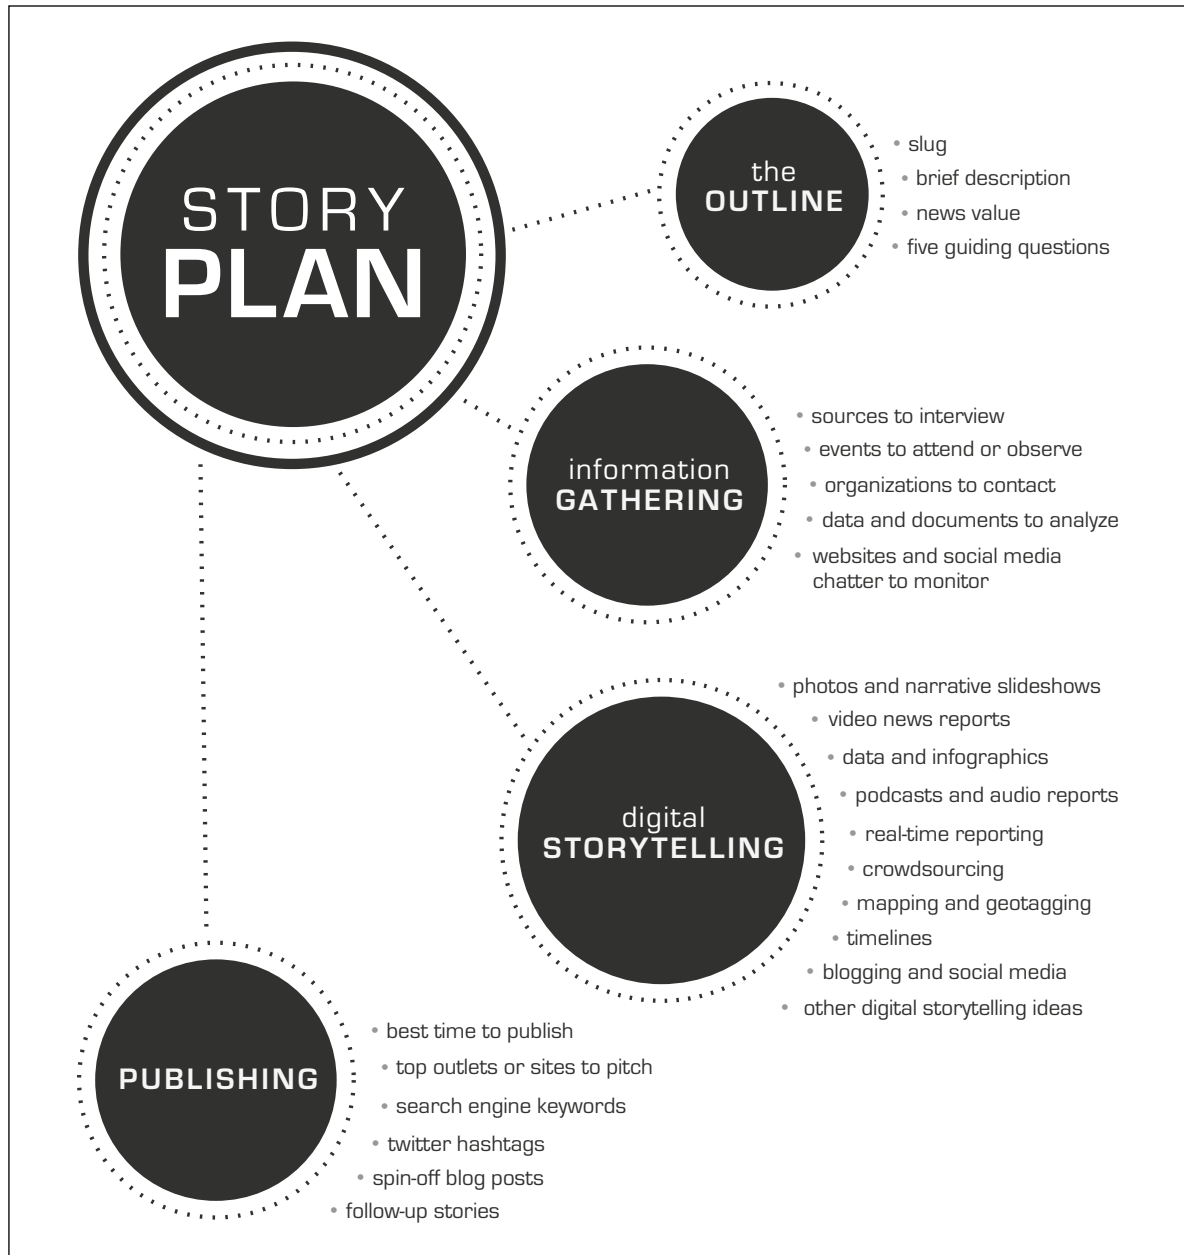 STORY
PLAN
the
OUTLINE
• slug
• brief description
• news value
• five guiding questions
information
GATHERING
• sources to interview
• events to attend or observe
• organizations to contact
• data and documents to analyze
• websites and social media
chatter to monitor
digital
STORYTELLING
• photos and narrative slideshows
• video news reports
• data and infographics
• podcasts and audio reports
• real-time reporting
• crowdsourcing
• mapping and geotagging
• timelines
• blogging and social media
• other digital storytelling ideas
PUBLISHING
• best time to publish
• top outlets or sites to pitch
• search engine keywords
• twitter hashtags
• spin-off blog posts
• follow-up stories